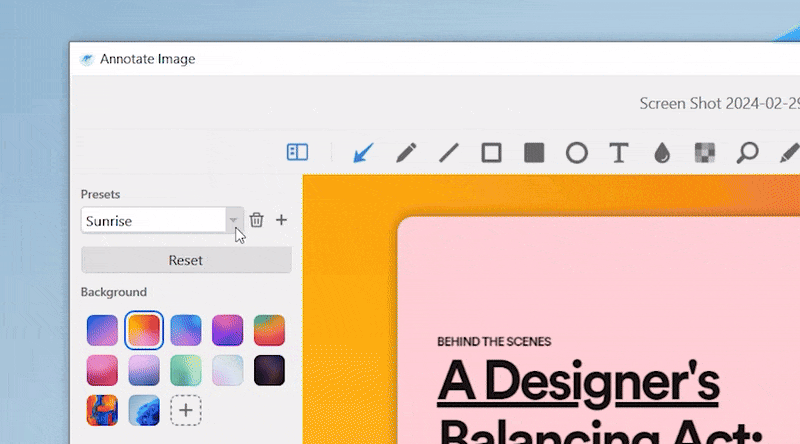 Annotate Image
Screen Shot 2024-02-29
T
Presets
Sunrise
Reset
Background
BEHIND THE SCENES
A Designer's
Balancing Act: